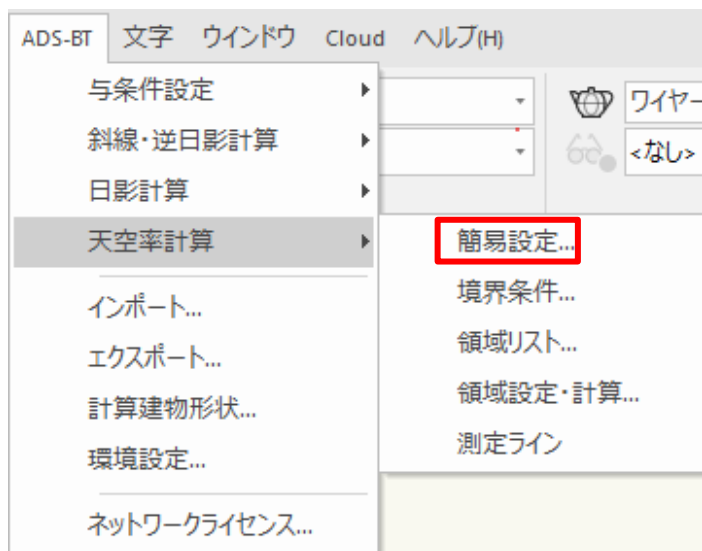 ADS-BT 文字 ウインドウ Cloud ヘルプ(H)
与条件設定
斜線・逆日影計算
日影計算
天空率計算
インポート...
エクスポート...
計算建物形状...
環境設定...
ネットワークライセンス...
ワイヤー
<なし>
簡易設定...
境界条件...
領域リスト...
領域設定・計算...
測定ライン